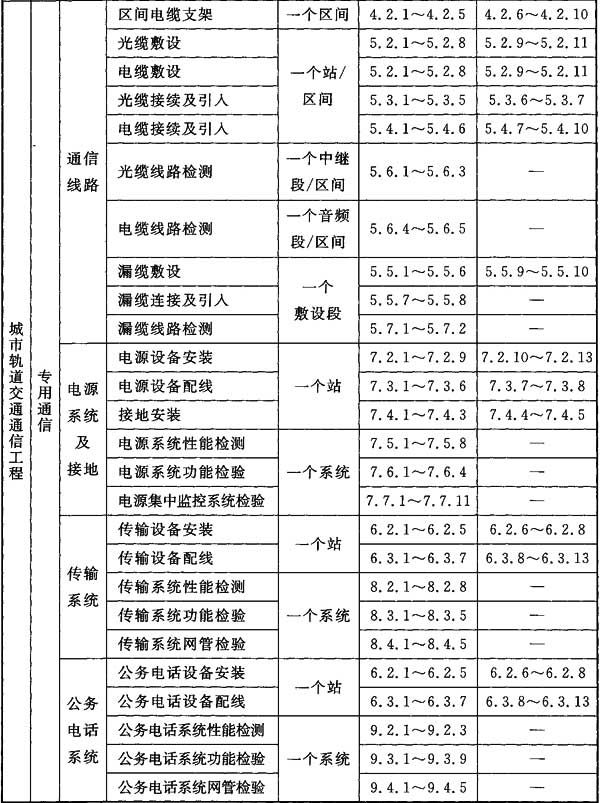 区间电缆支架 一个区间 4.2.1～4.2.5 4.2.6～4.2.10
光缆敷设 5.2.1～5.2.8 5.2.9～5.2.11
电缆敷设 一个站/区间 5.2.1～5.2.8 5.2.9～5.2.11
光缆接续及引入 5.3.1～5.3.5 5.3.6～5.3.7
电缆接续及引入 5.4.1～5.4.6 5.4.7～5.4.10
通信线路 光缆线路检测 一个中继段/区间 5.6.1～5.6.3 —
电缆线路检测 一个音频段/区间 5.6.4～5.6.5 —
漏缆敷设 5.5.1～5.5.6 5.5.9～5.5.10
漏缆连接及引入 一个敷设段 5.5.7～5.5.8 —
漏缆线路检测 5.7.1～5.7.2 —
城市轨道交通通信工程 专用通信
电源设备安装 7.2.1～7.2.9 7.2.10～7.2.13
电源系统及接地 电源设备配线 一个站 7.3.1～7.3.6 7.3.7～7.3.8
接地安装 7.4.1～7.4.3 7.4.4～7.4.5
电源系统性能检测 7.5.1～7.5.8 —
电源系统功能检验 一个系统 7.6.1～7.6.4 —
电源集中监控系统检验 7.7.1～7.7.11 —
传输设备安装 一个站 6.2.1～6.2.5 6.2.6～6.2.8
传输设备配线 6.3.1～6.3.7 6.3.8～6.3.13
传输系统 传输系统性能检测 8.2.1～8.2.8 —
传输系统功能检验 一个系统 8.3.1～8.3.5 —
传输系统网管检验 8.4.1～8.4.5 —
公务电话设备安装 一个站 6.2.1～6.2.5 6.2.6～6.2.8
公务电话设备配线 6.3.1～6.3.7 6.3.8～6.3.13
公务电话系统 公务电话系统性能检测 9.2.1～9.2.3 —
公务电话系统功能检验 一个系统 9.3.1～9.3.9 —
公务电话系统网管检验 9.4.1～9.4.5 —